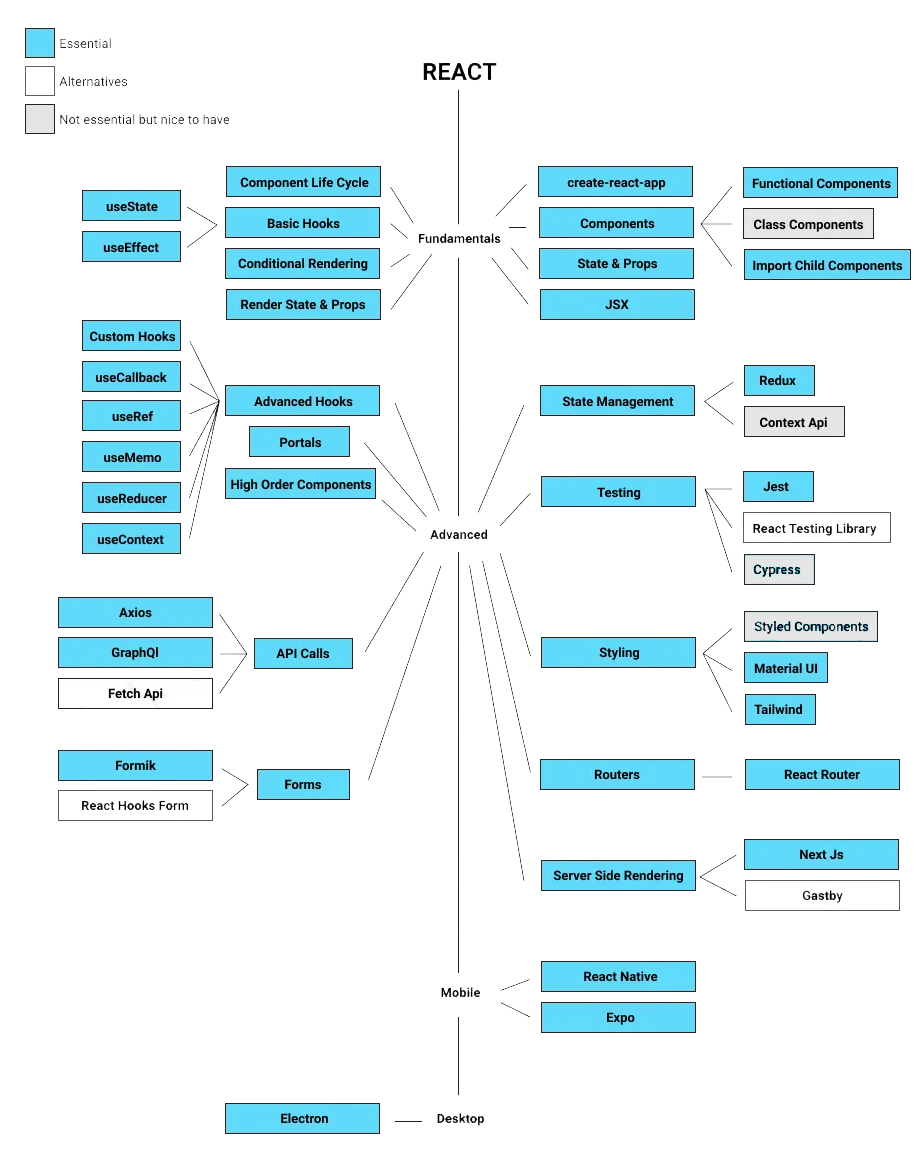 Essential
Alternatives
Not essential but nice to have
REACT
Fundamentals
Component Life Cycle
Basic Hooks
useState
useEffect
Conditional Rendering
Render State & Props
create-react-app
Components
Functional Components
Class Components
Import Child Components
State & Props
JSX
Advanced
Advanced Hooks
Custom Hooks
useCallback
useRef
useMemo
useReducer
useContext
Portals
High Order Components
API Calls
Axios
GraphQl
Fetch Api
Forms
Formik
React Hooks Form
State Management
Redux
Context Api
Testing
Jest
React Testing Library
Cypress
Styling
Styled Components
Material UI
Tailwind
Routers
React Router
Server Side Rendering
Next Js
Gastby
Mobile
React Native
Expo
Desktop
Electron